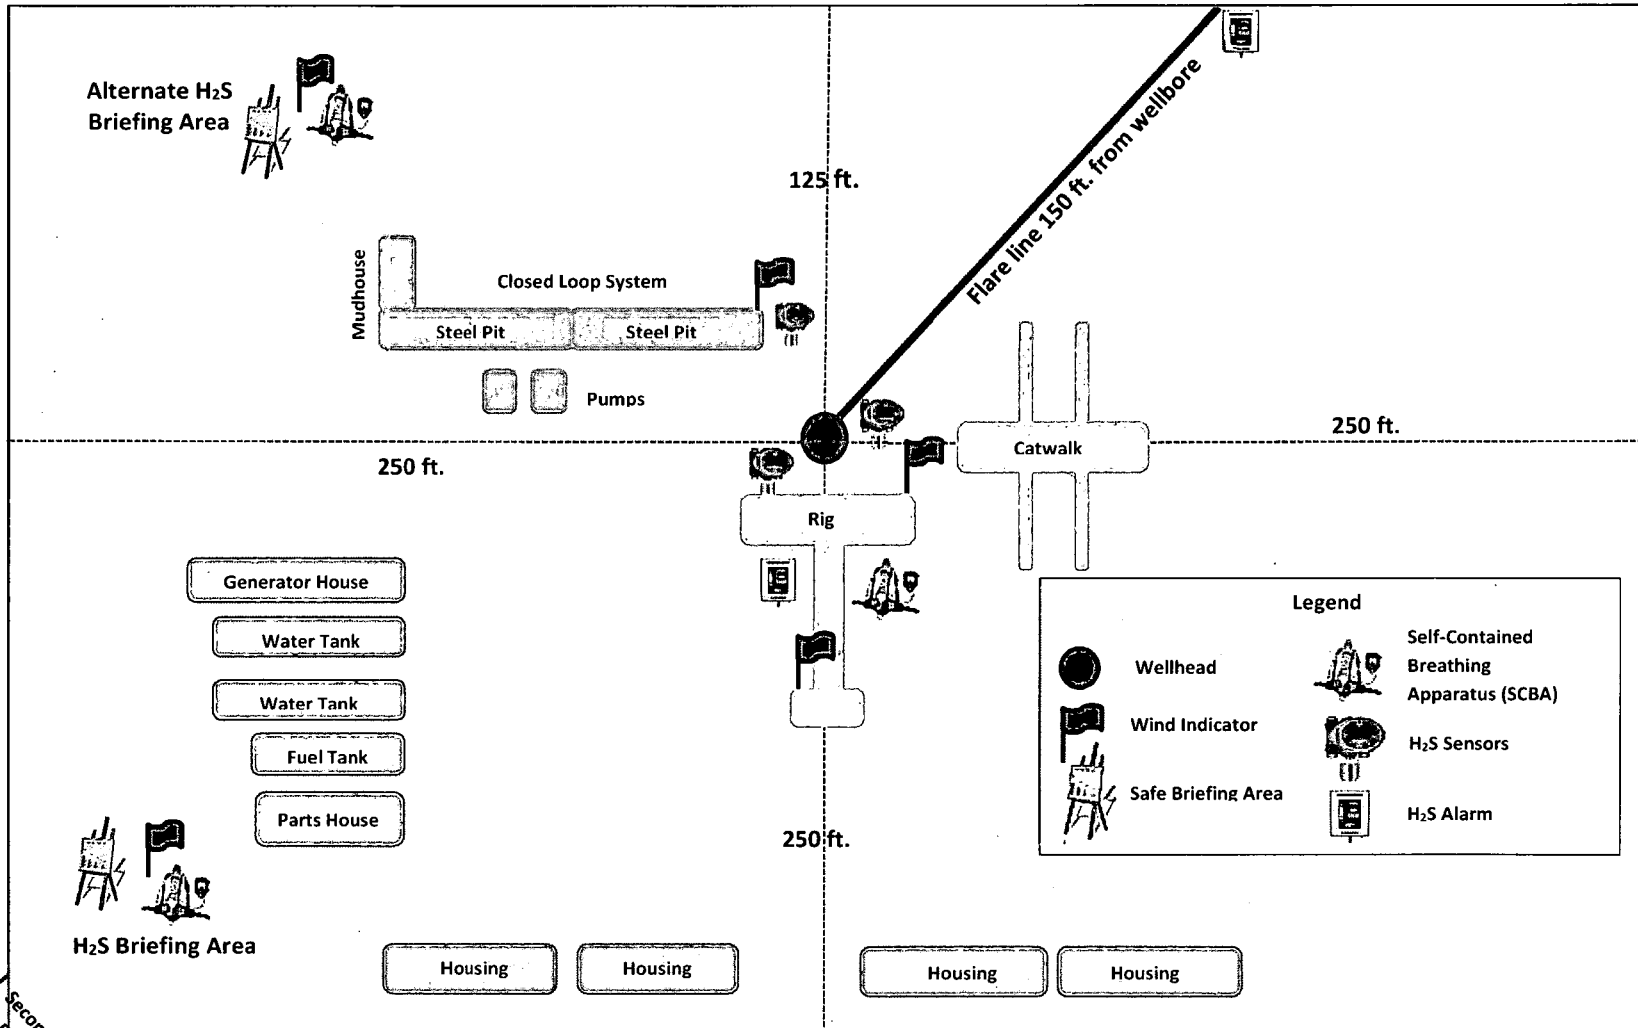 Alternate H2S
Briefing Area
125 ft.
Flare line 150 ft. from wellbore
Mudhouse
Closed Loop System
Steel Pit
Steel Pit
Pumps
250 ft.
250 ft.
Catwalk
Rig
Generator House
Water Tank
Water Tank
Fuel Tank
Parts House
250 ft.
H2S Briefing Area
Housing
Housing
Housing
Housing
Legend
Wellhead
Wind Indicator
Safe Briefing Area
Self-Contained
Breathing
Apparatus (SCBA)
H2S Sensors
H2S Alarm